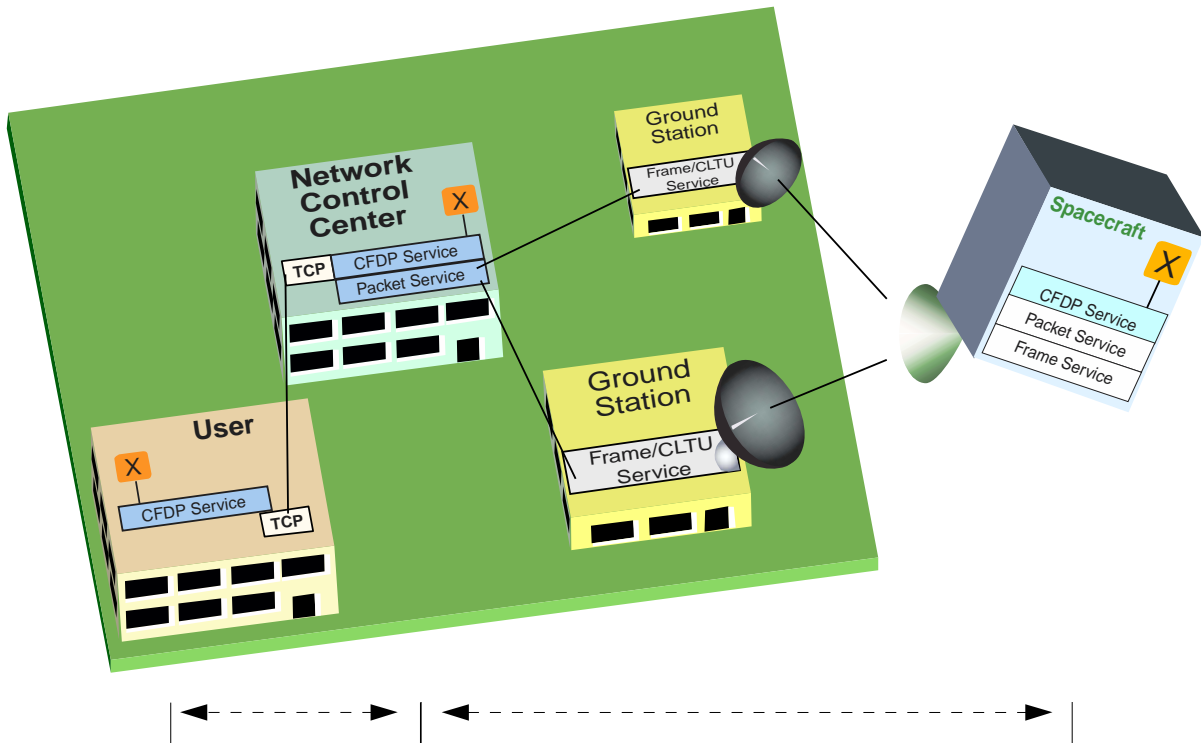 Ground
Station
Frame/CLTU
Service
Network
Control
Center
X
TCP
CFDP Service
Packet Service
Spacecraft
X
CFDP Service
Packet Service
Frame Service
Ground
Station
Frame/CLTU
Service
User
X
CFDP Service
TCP